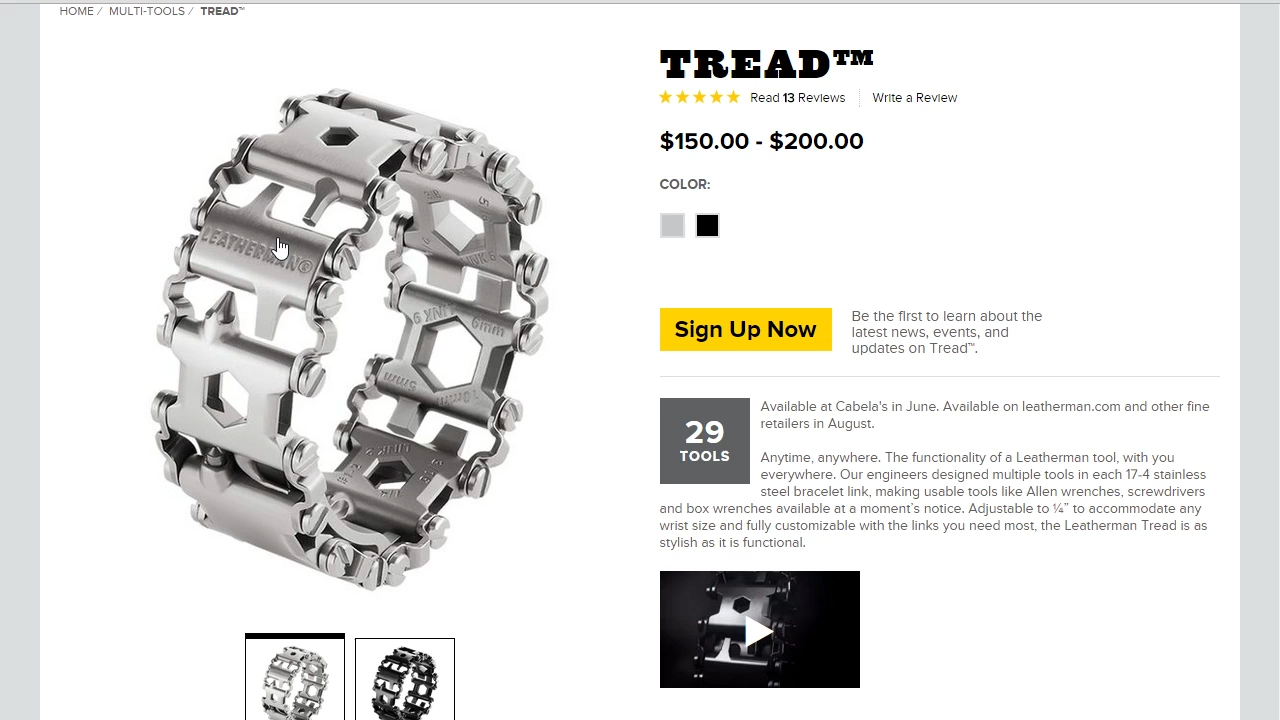 HOME / MULTI-TOOLS / TREAD™
TREAD™
Read 13 Reviews
Write a Review
$150.00 - $200.00
COLOR:
Sign Up Now
Be the first to learn about the
latest news, events, and
updates on Tread™.
29
TOOLS
Available at Cabela's in June. Available on leatherman.com and other fine
retailers in August.
Anytime, anywhere. The functionality of a Leatherman tool, with you
everywhere. Our engineers designed multiple tools in each 17-4 stainless
steel bracelet link, making usable tools like Allen wrenches, screwdrivers
and box wrenches available at a moment's notice. Adjustable to ¼” to accommodate any
wrist size and fully customizable with the links you need most, the Leatherman Tread is as
stylish as it is functional.
LEATHERMAN®
LINK 6
6mm
5mm